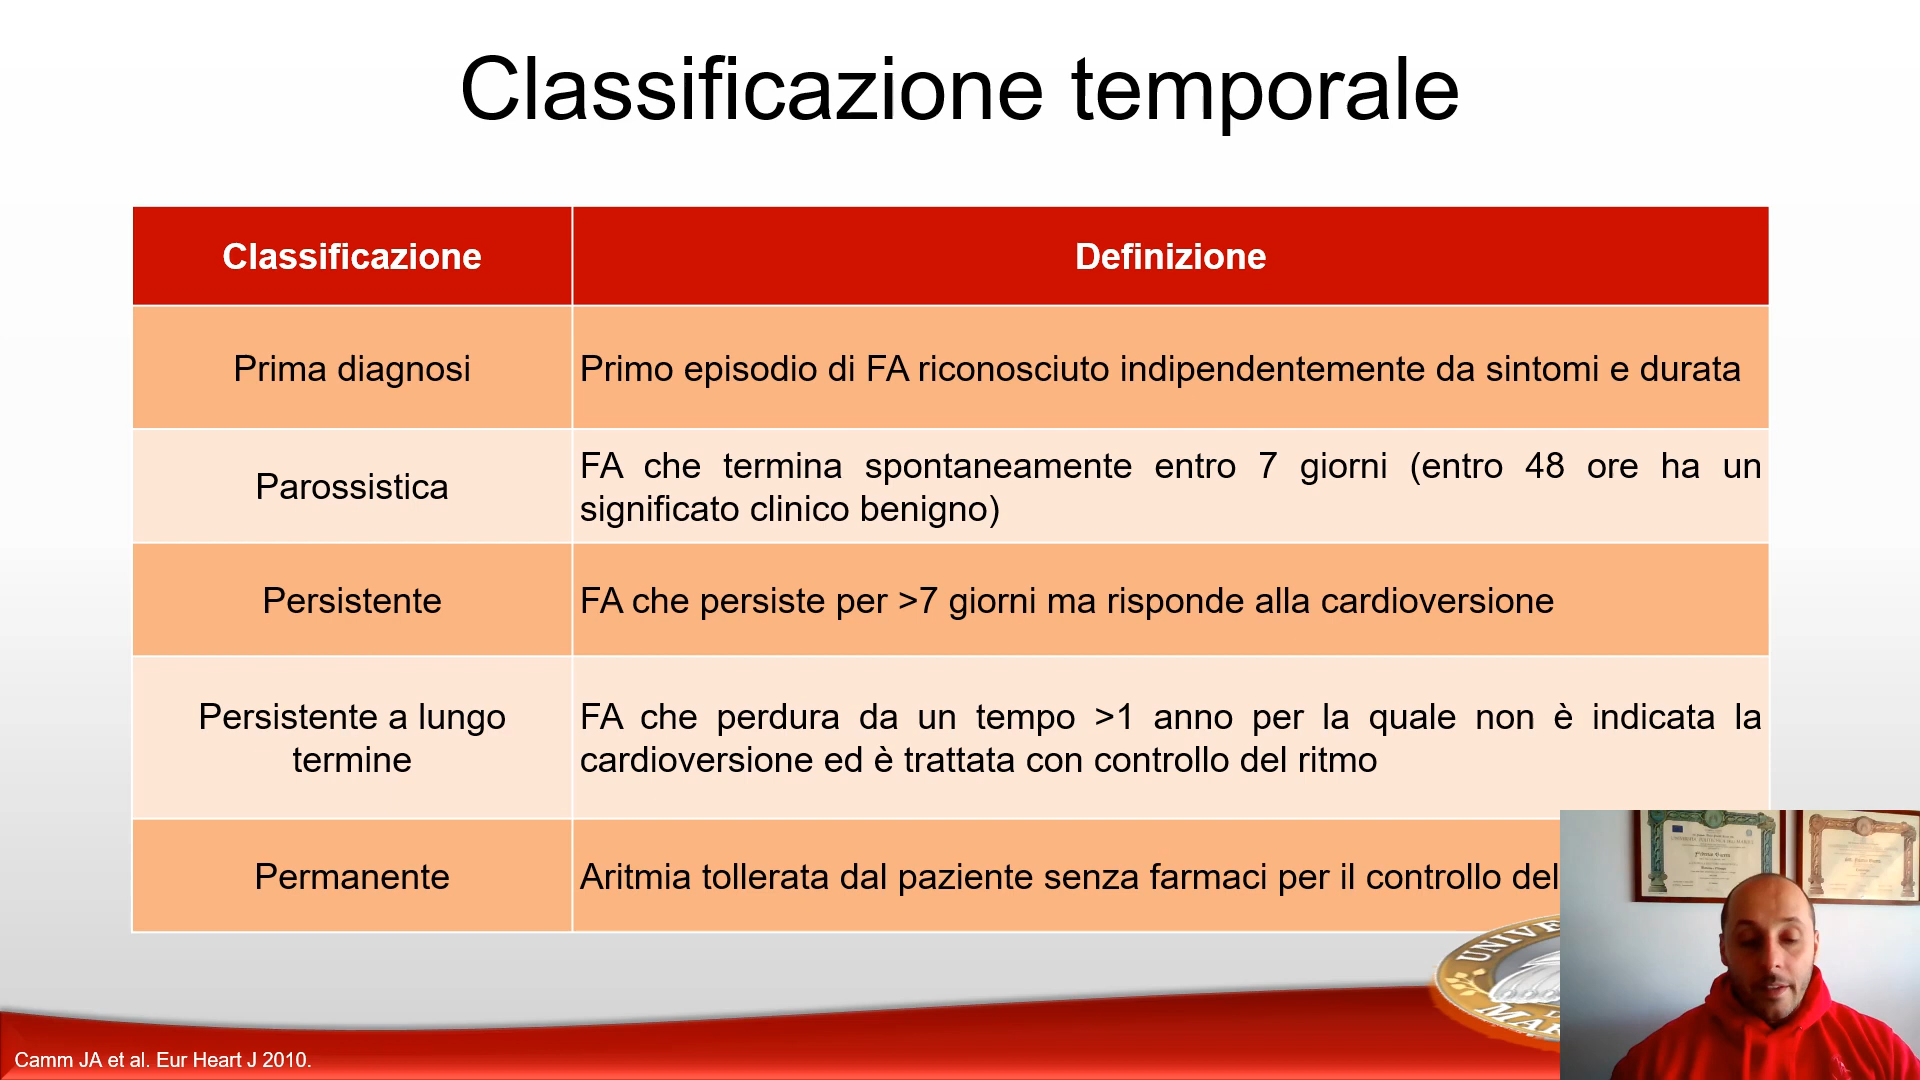 Classificazione temporale
Classificazione
Definizione
Prima diagnosi
Primo episodio di FA riconosciuto indipendentemente da sintomi e durata
Parossistica
FA che termina spontaneamente entro 7 giorni (entro 48 ore ha un
significato clinico benigno)
Persistente
FA che persiste per >7 giorni ma risponde alla cardioversione
Persistente a lungo
termine
FA che perdura da un tempo >1 anno per la quale non è indicata la
cardioversione ed è trattata con controllo del ritmo
Permanente
Aritmia tollerata dal paziente senza farmaci per il controllo del
Camm JA et al. Eur Heart J 2010.